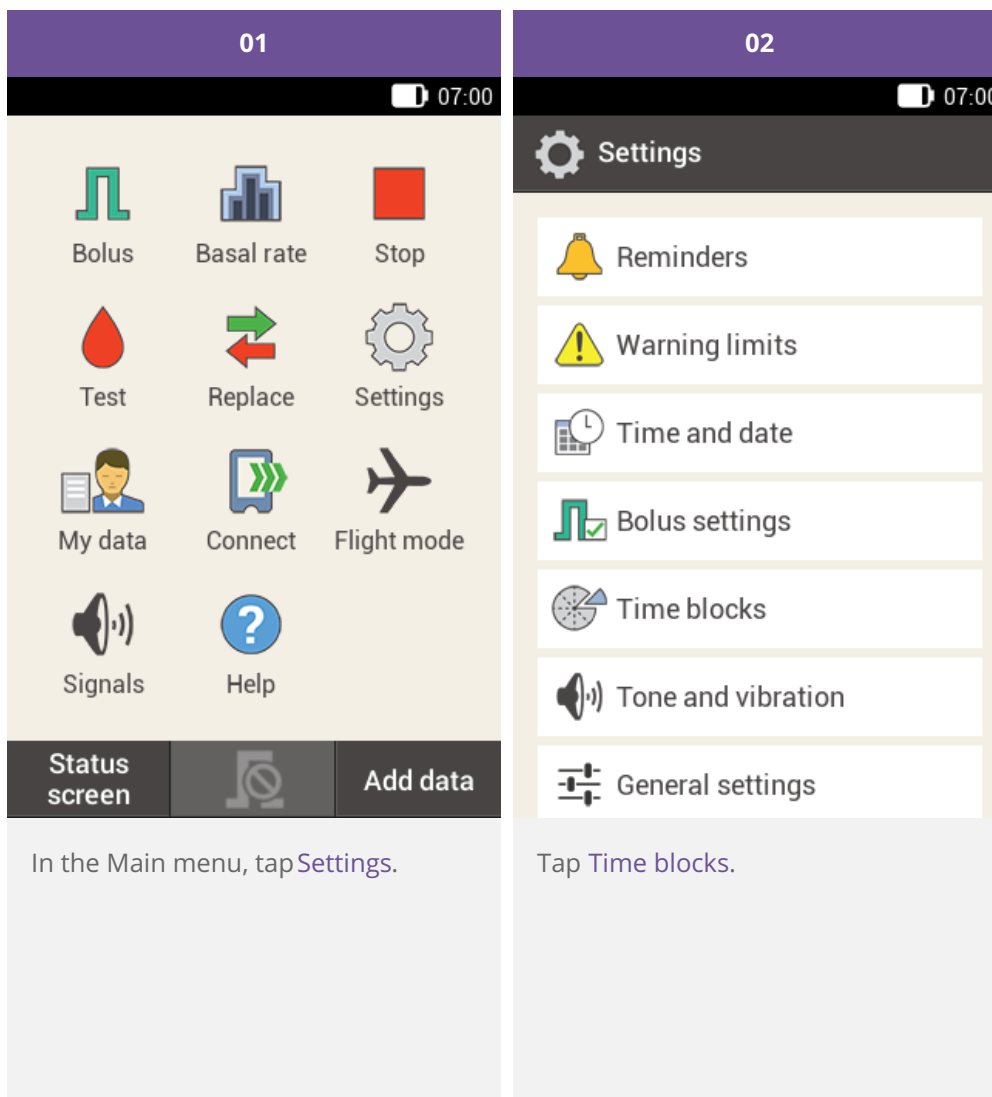 01
07:00
Bolus
Basal rate
Stop
Test
Replace
Settings
My data
Connect
Flight mode
Signals
?
Help
Status
screen
Add data
In the Main menu, tap Settings.
02
07:00
Settings
Reminders
!
Warning limits
Time and date
Bolus settings
Time blocks
Tone and vibration
General settings
Tap Time blocks.